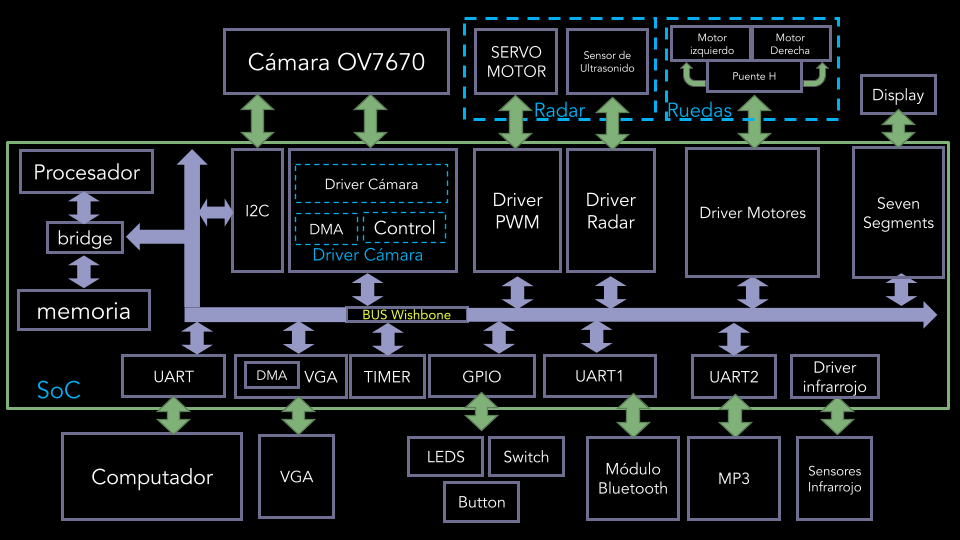 Cámara OV7670
SERVO
MOTOR
Sensor de
Ultrasonido
Radar
Motor
izquierdo
Motor
Derecha
Puente H
Ruedas
Display
Procesador
bridge
memoria
I2C
Driver Cámara
DMA
Control
Driver Cámara
Driver
PWM
Driver
Radar
Driver Motores
Seven
Segments
BUS Wishbone
UART
DMA
VGA
TIMER
GPIO
UART1
UART2
Driver
infrarrojo
SoC
Computador
VGA
LEDS
Switch
Button
Módulo
Bluetooth
MP3
Sensores
Infrarrojo